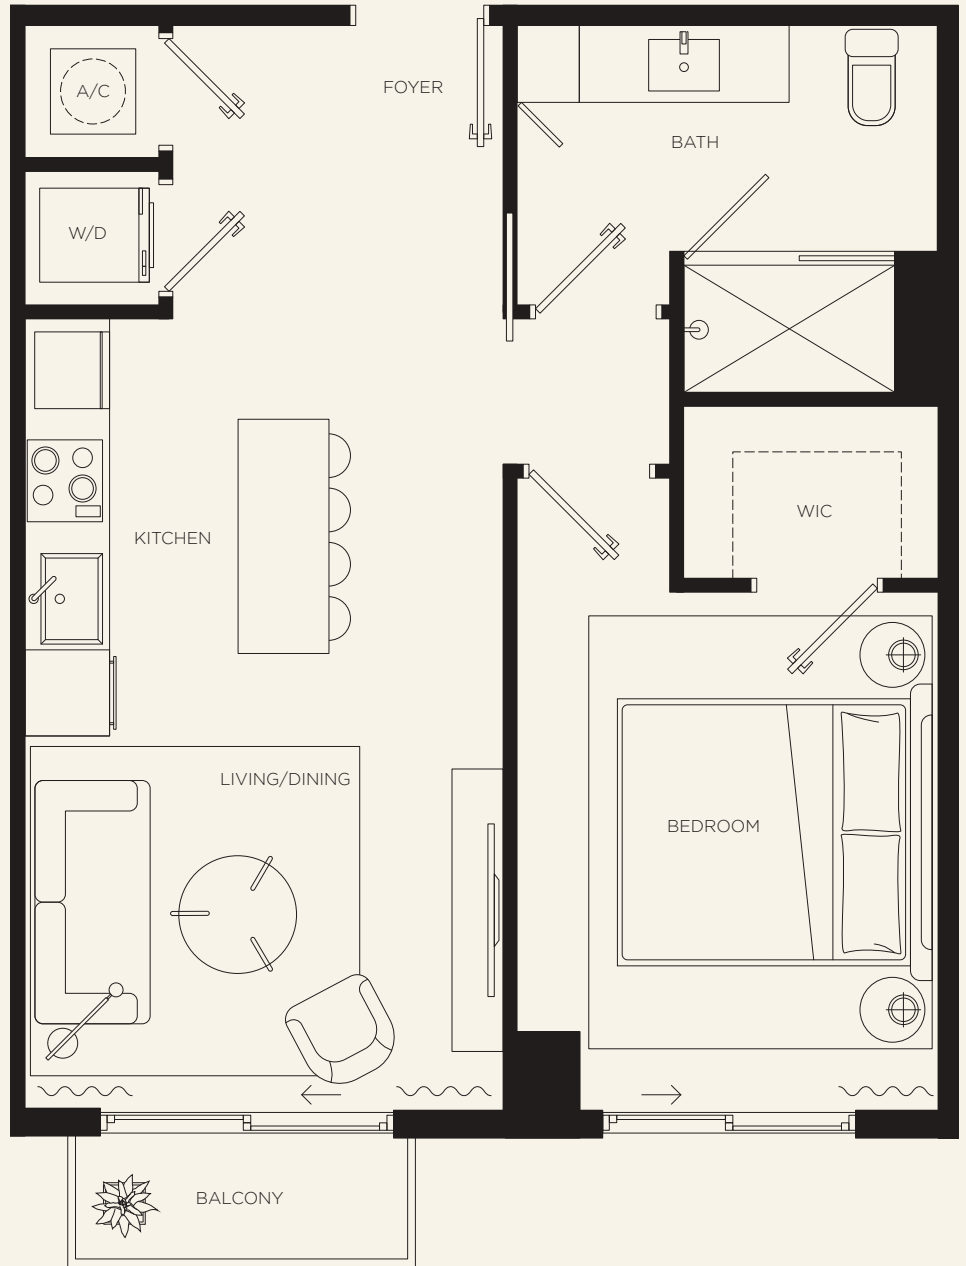 A/C
FOYER
BATH
W/D
WIC
KITCHEN
LIVING/DINING
BEDROOM
BALCONY